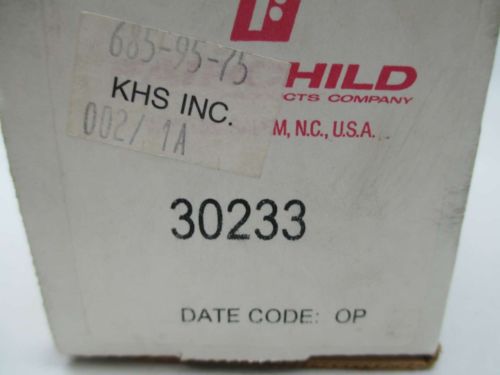 685-95-75
KHS INC.
002/ 1A
HILD
CTS COMPANY
M, N.C., U.S.A.
30233
DATE CODE: OP